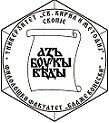 УНИВЕРЗИТЕТ „СВ. КИРИЛ И МЕТОДИЈ“
СКОПЈЕ
АЗЪ
БОУКЫ
ВѢДЫ
ФИЛОЛОШКИ ФАКУЛТЕТ „БЛАЖЕ КОНЕСКИ“